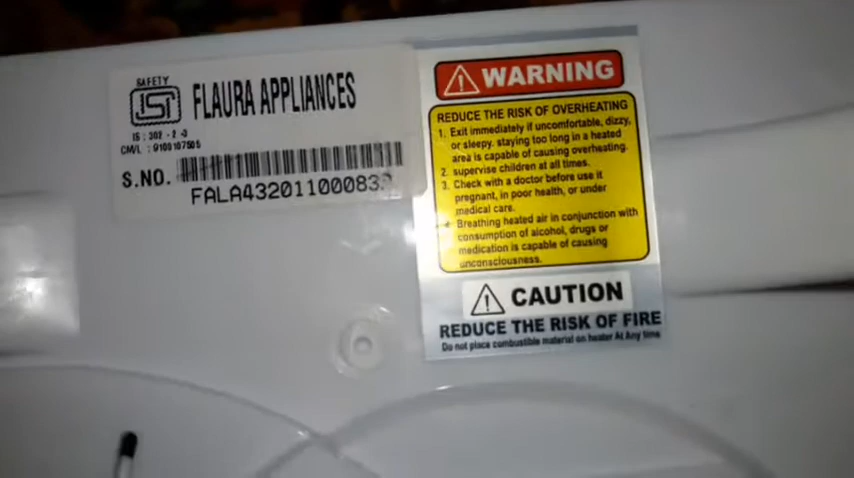 SAFETY
ISI
FLAURA APPLIANCES
IS : 302 - 2 -3
CM/L : 9100107505
S.NO.
WARNING
REDUCE THE RISK OF OVERHEATING
1. Exit immediately if uncomfortable, dizzy,
or sleepy. staying too long in a heated
area is capable of causing overheating.
2. supervise children at all times.
3. Check with a doctor before use it
pregnant, in poor health, or under
medical care.
Breathing heated air in conjunction with
consumption of alcohol, drugs or
medication is capable of causing
unconsciousness.
CAUTION
REDUCE THE RISK OF FIRE
Do not place combustible material on heater At Any time